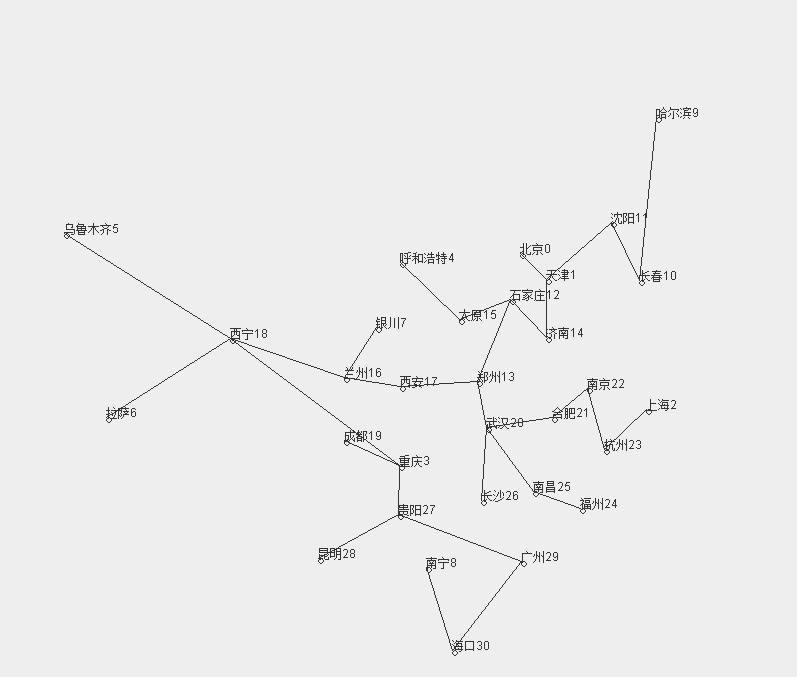 哈尔滨9
沈阳11
乌鲁木齐5
北京0
呼和浩特4
天津1
长春10
石家庄12
太原15
银川7
西宁18
济南14
兰州16
西安17
郑州13
南京22
上海2
拉萨6
合肥21
武汉20
成都19
杭州23
重庆3
南昌25
长沙26
福州24
贵阳27
昆明28
广州29
南宁8
海口30